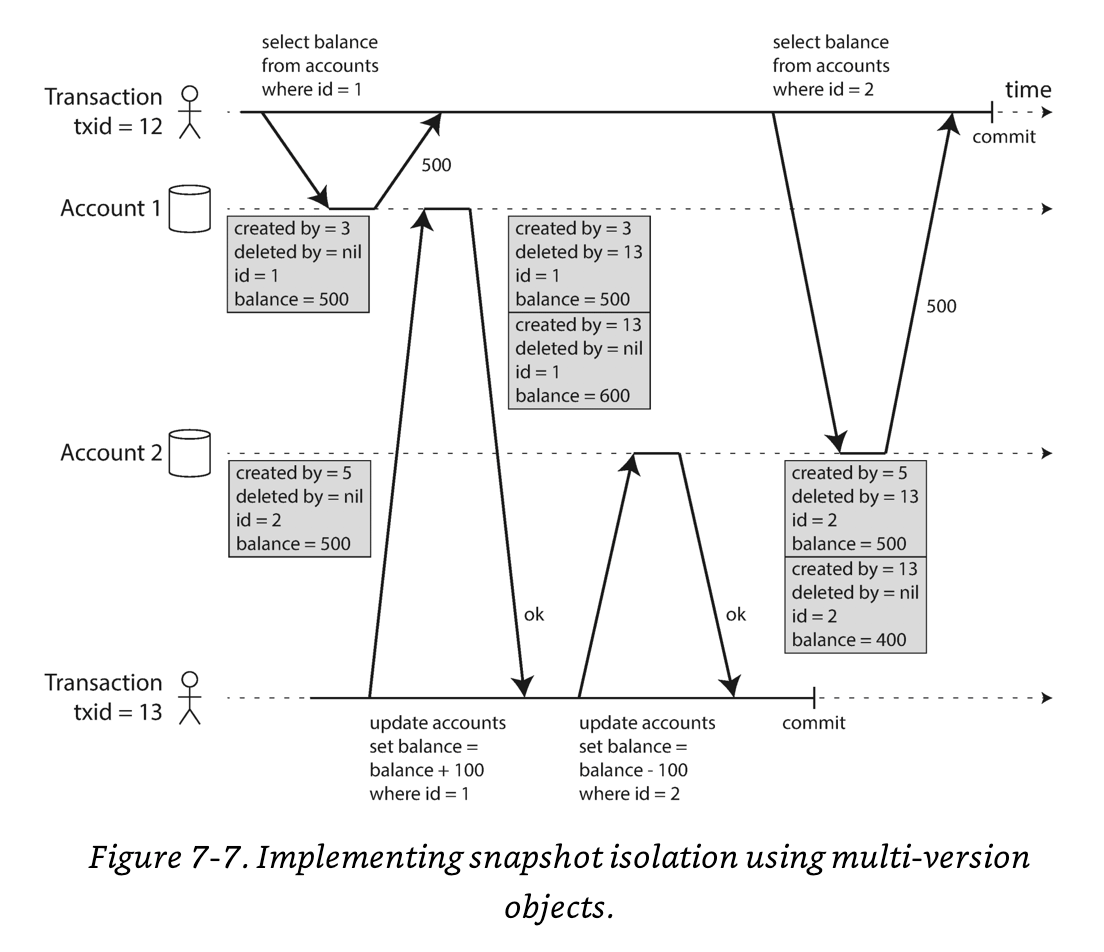 select balance
from accounts
where id = 1
select balance
from accounts
where id = 2
time
Transaction
txid = 12
commit
500
Account 1
created by = 3
deleted by = nil
id = 1
balance = 500
created by = 3
deleted by = 13
id = 1
balance = 500
created by = 13
deleted by = nil
id = 1
balance = 600
500
Account 2
created by = 5
deleted by = nil
id = 2
balance = 500
created by = 5
deleted by = 13
id = 2
balance = 500
created by = 13
deleted by = nil
id = 2
balance = 400
ok
ok
Transaction
txid = 13
commit
update accounts
set balance =
balance + 100
where id = 1
update accounts
set balance =
balance - 100
where id = 2
Figure 7-7. Implementing snapshot isolation using multi-version
objects.